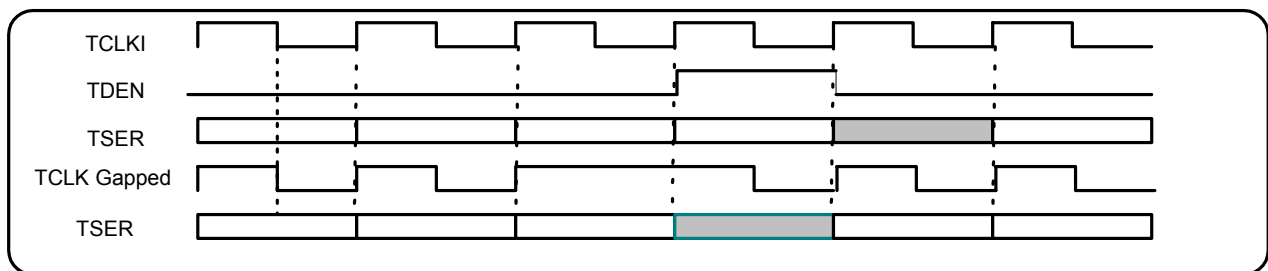 TCLKI
TDEN
TSER
TCLK Gapped
TSER